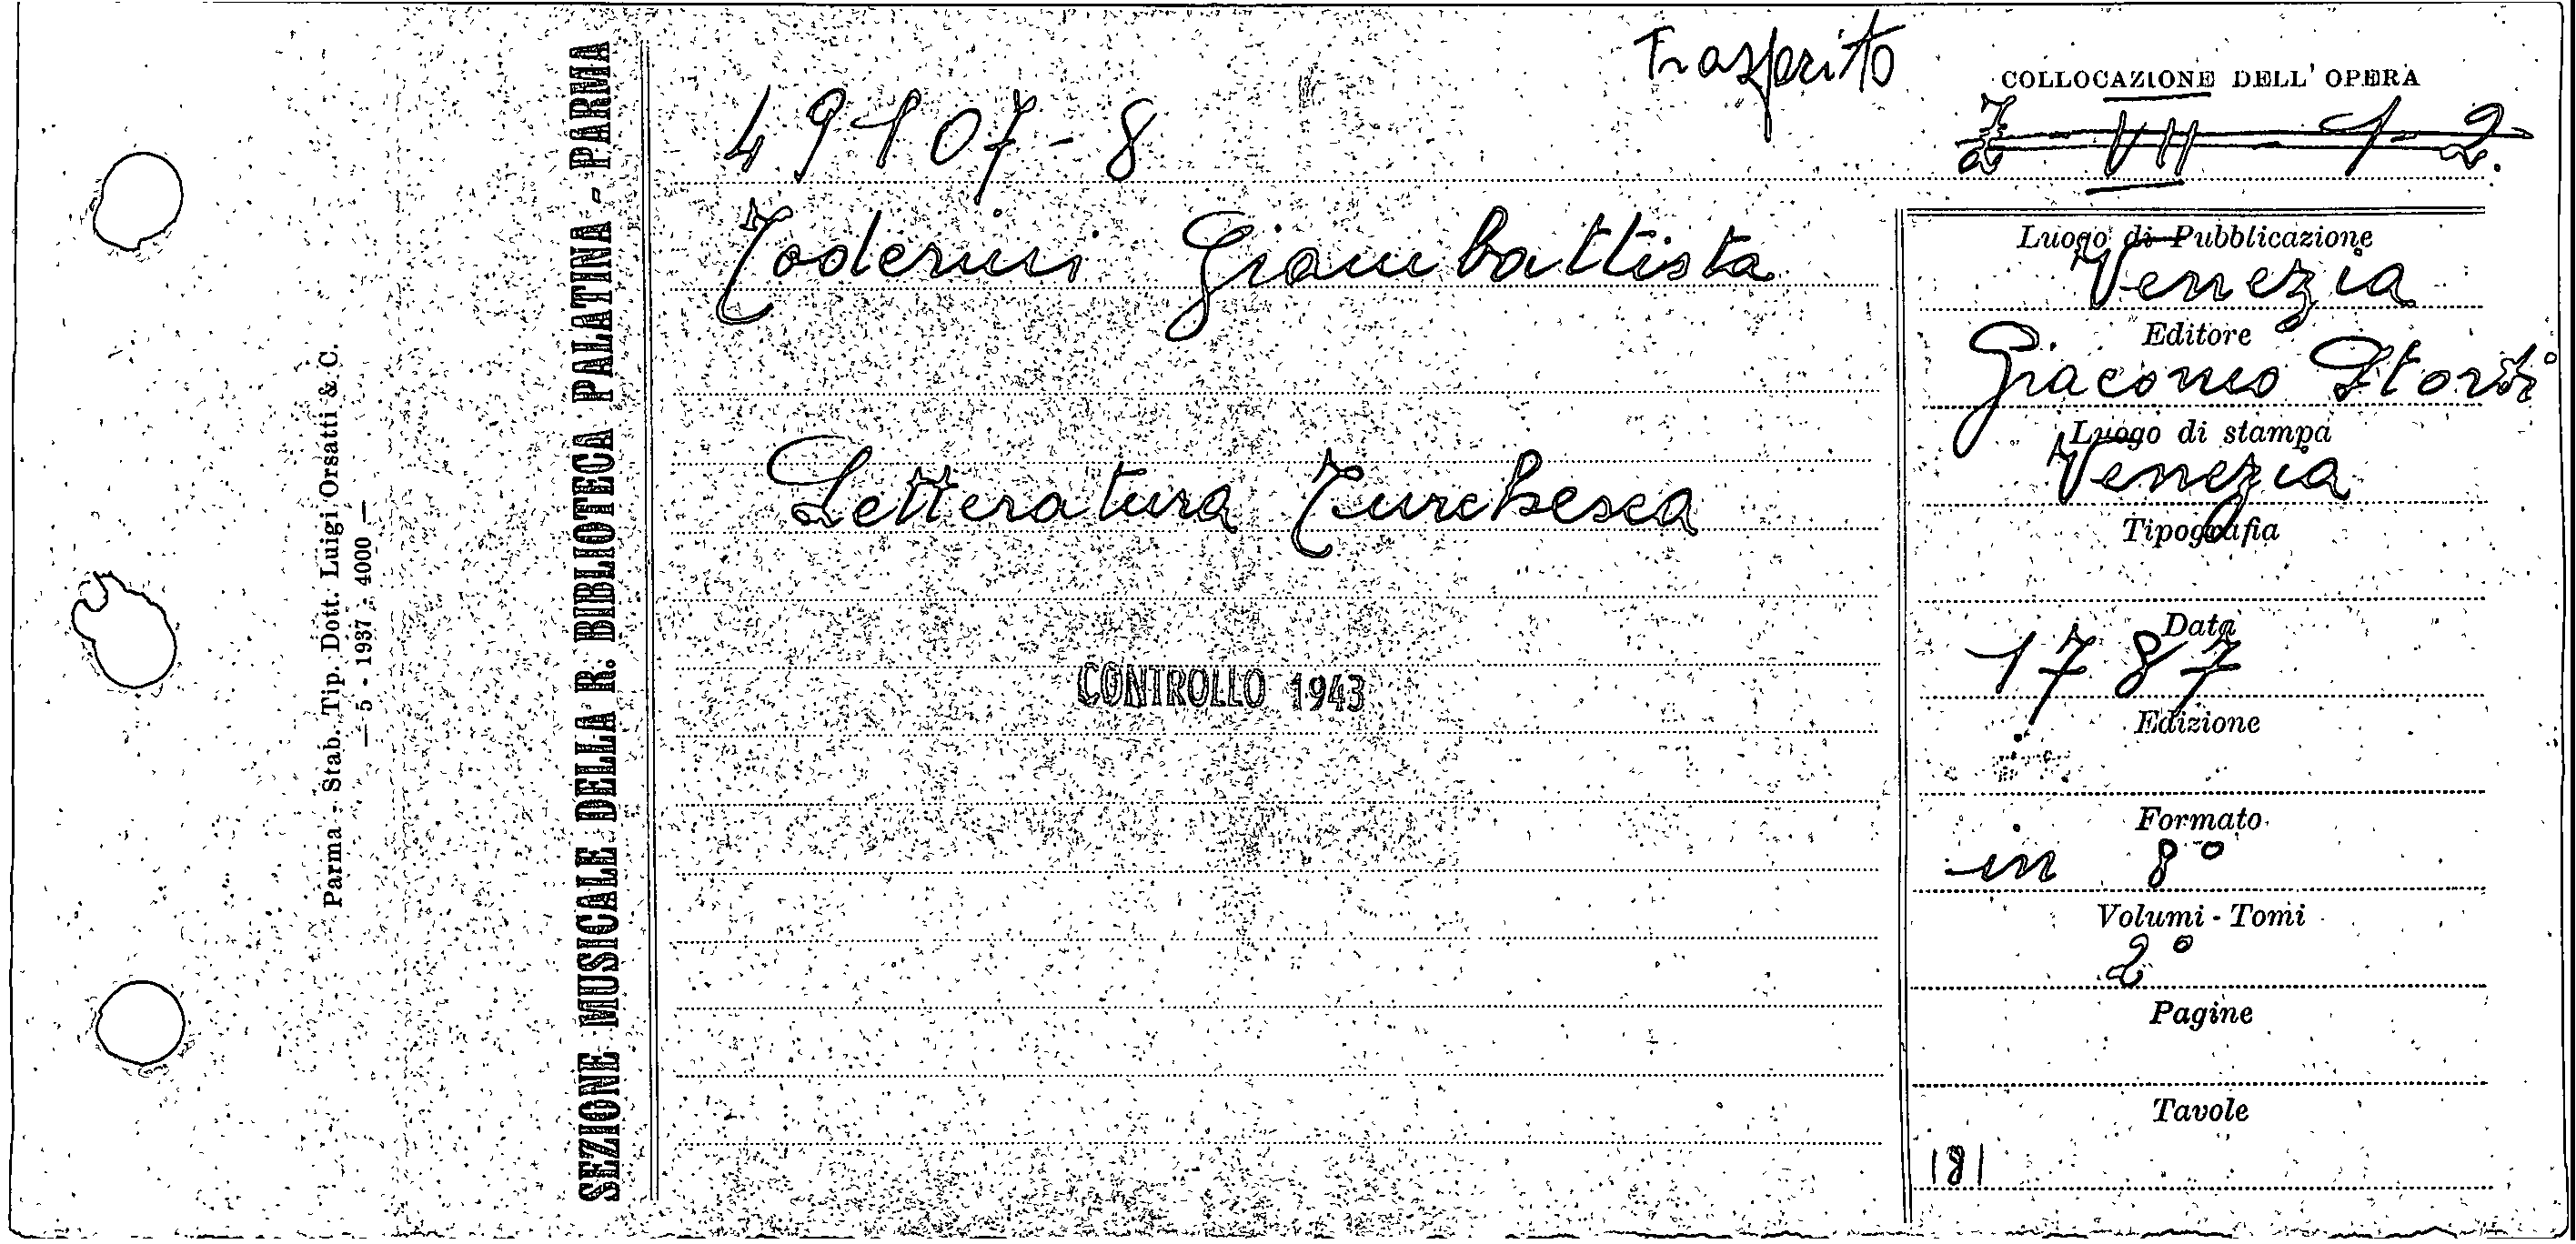 Parma - Stab. Tip. Dott. Luigi Orsatti & C.
— 5 - 1937 - 4000 —
SEZIONE MUSICALE DELLA R. BIBLIOTECA PALATINA - PARMA
Trasferito
49107-8
COLLOCAZIONE DELL' OPERA
VII 1-2
Toderini Giambattista
Letteratura Turchesca
CONTROLLO 1943
Luogo di Pubblicazione
Venezia
Editore
Giacomo Storti
Luogo di stampa
Venezia
Tipografia
Data
1787
Edizione
Formato
in 8°
Volumi - Tomi
2°
Pagine
Tavole
181